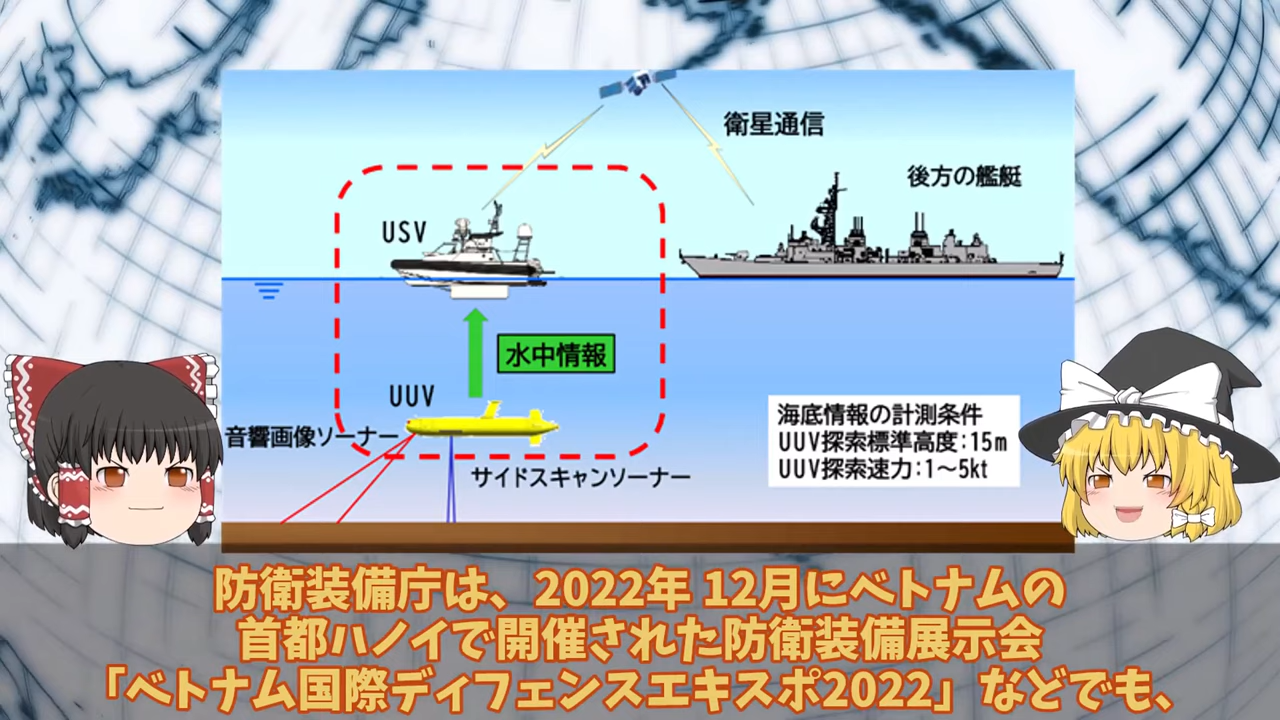 衛星通信
後方の艦艇
USV
水中情報
UUV
音響画像ソーナー
サイドスキャンソーナー
海底情報の計測条件
UUV探索標準高度：15m
UUV探索速力：1～5kt
防衛装備庁は、2022年 12月にベトナムの
首都ハノイで開催された防衛装備展示会
「ベトナム国際ディフェンスエキスポ2022」などでも、